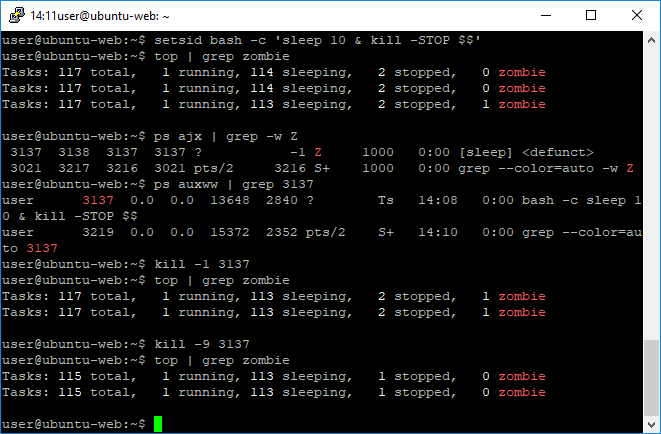 14:11user@ubuntu-web: ~
user@ubuntu-web:~$ setsid bash -c 'sleep 10 & kill -STOP $$'
user@ubuntu-web:~$ top | grep zombie
Tasks: 117 total,   1 running, 114 sleeping,   2 stopped,   0 zombie
Tasks: 117 total,   1 running, 114 sleeping,   2 stopped,   0 zombie
Tasks: 117 total,   1 running, 113 sleeping,   2 stopped,   1 zombie
user@ubuntu-web:~$ ps ajx | grep -w Z
 3137  3138  3137  3137 ?           -1 Z     1000   0:00 [sleep] <defunct>
 3021  3217  3216  3021 pts/2     3216 S+    1000   0:00 grep --color=auto -w Z
user@ubuntu-web:~$ ps auxww | grep 3137
user      3137  0.0  0.0  13648  2840 ?        Ts   14:08   0:00 bash -c sleep 1
0 & kill -STOP $$
user      3219  0.0  0.0  15372  2352 pts/2    S+   14:10   0:00 grep --color=au
to 3137
user@ubuntu-web:~$ kill -1 3137
user@ubuntu-web:~$ top | grep zombie
Tasks: 117 total,   1 running, 113 sleeping,   2 stopped,   1 zombie
Tasks: 117 total,   1 running, 113 sleeping,   2 stopped,   1 zombie
user@ubuntu-web:~$ kill -9 3137
user@ubuntu-web:~$ top | grep zombie
Tasks: 115 total,   1 running, 113 sleeping,   1 stopped,   0 zombie
Tasks: 115 total,   1 running, 113 sleeping,   1 stopped,   0 zombie
user@ubuntu-web:~$